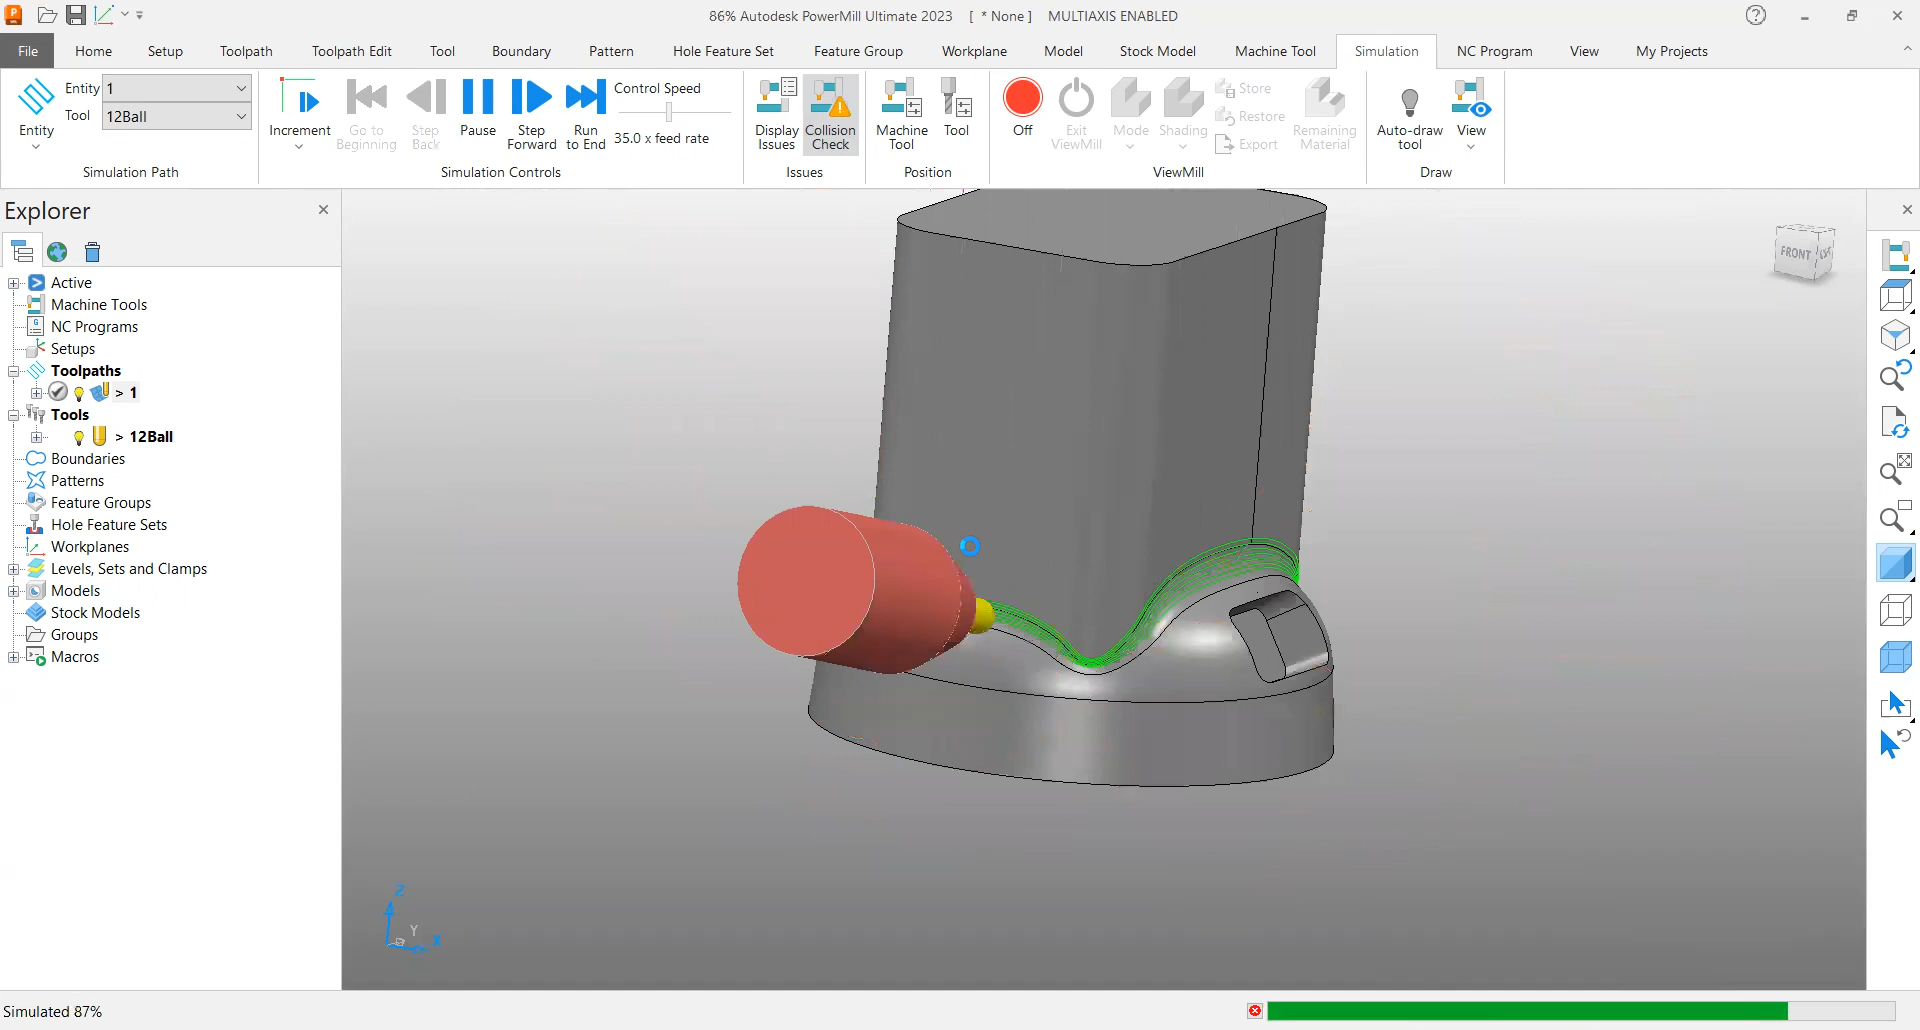 86% Autodesk PowerMill Ultimate 2023 [ * None ] MULTIAXIS ENABLED
File Home Setup Toolpath Toolpath Edit Tool Boundary Pattern Hole Feature Set Feature Group Workplane Model Stock Model Machine Tool Simulation NC Program View My Projects
Entity 1
Tool 12Ball
Entity
Simulation Path
Increment
Go to Beginning
Step Back
Pause
Step Forward
Run to End
Control Speed
35.0 x feed rate
Simulation Controls
Display Issues
Collision Check
Issues
Machine Tool
Tool
Position
Off
Exit ViewMill
Mode
Shading
Store
Restore
Export
Remaining Material
ViewMill
Auto-draw tool
View
Draw
Explorer
Active
Machine Tools
NC Programs
Setups
Toolpaths
> 1
Tools
> 12Ball
Boundaries
Patterns
Feature Groups
Hole Feature Sets
Workplanes
Levels, Sets and Clamps
Models
Stock Models
Groups
Macros
FRONT
Z
Y
X
Simulated 87%